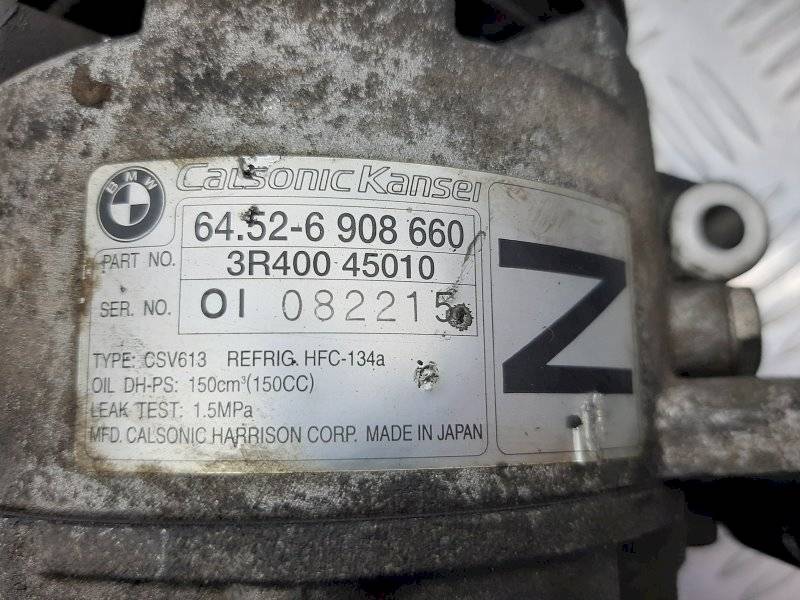 BMW
Calsonic Kansei
64.52-6 908 660
PART NO. 3R400 45010
SER. NO. 01 082215
TYPE: CSV613 REFRIG. HFC-134a
OIL DH-PS: 150cm³(150CC)
LEAK TEST: 1.5MPa
MFD. CALSONIC HARRISON CORP. MADE IN JAPAN
Z